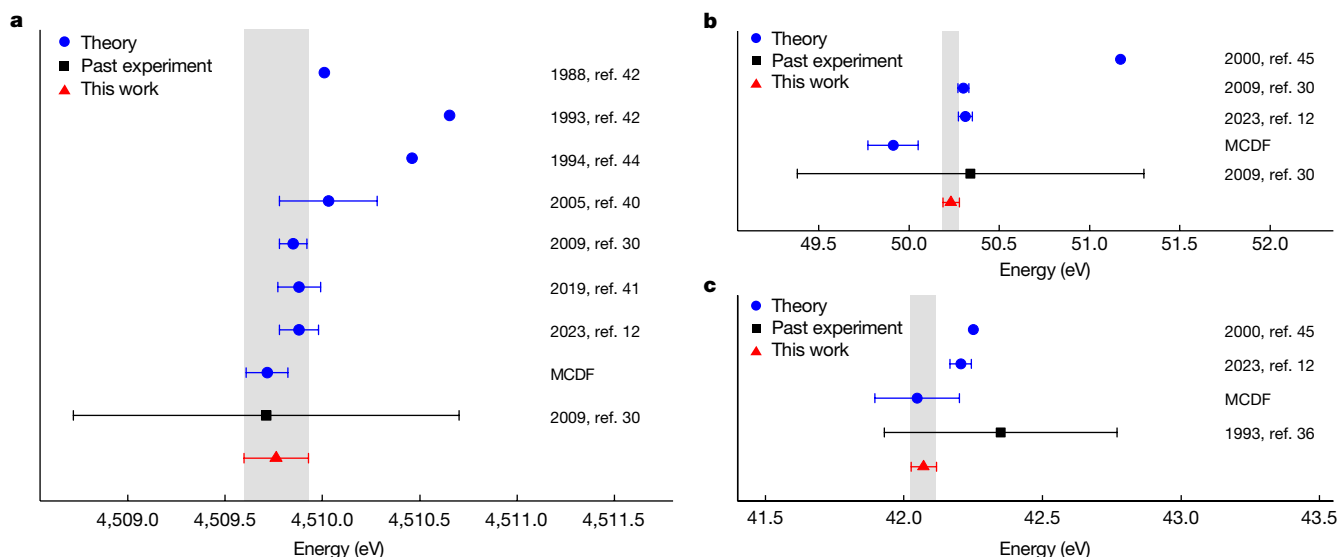 a
Theory
Past experiment
This work
1988, ref. 42
1993, ref. 42
1994, ref. 44
2005, ref. 40
2009, ref. 30
2019, ref. 41
2023, ref. 12
MCDF
2009, ref. 30
4,509.0 4,509.5 4,510.0 4,510.5 4,511.0 4,511.5
Energy (eV)
b
Theory
Past experiment
This work
2000, ref. 45
2009, ref. 30
2023, ref. 12
MCDF
2009, ref. 30
49.5 50.0 50.5 51.0 51.5 52.0
Energy (eV)
c
Theory
Past experiment
This work
2000, ref. 45
2023, ref. 12
MCDF
1993, ref. 36
41.5 42.0 42.5 43.0 43.5
Energy (eV)